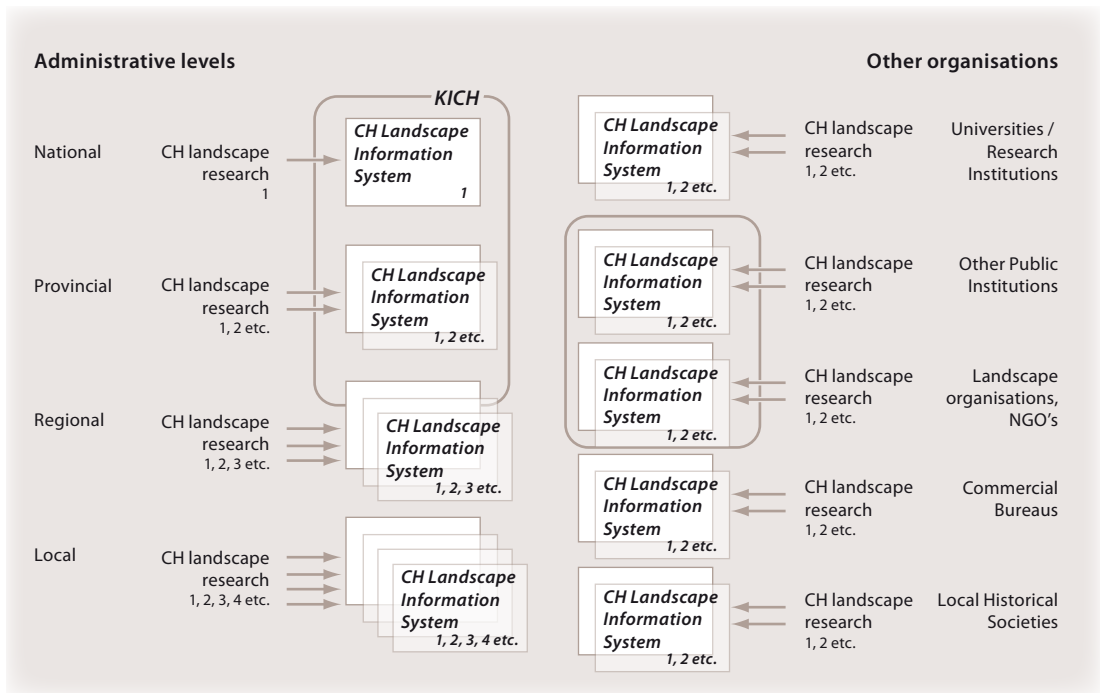 Administrative levels
Other organisations
KICH
National
CH landscape
research
1
CH Landscape
Information
System
1
Provincial
CH landscape
research
1, 2 etc.
CH Landscape
Information
System
1, 2 etc.
Regional
CH landscape
research
1, 2, 3 etc.
CH Landscape
Information
System
1, 2, 3 etc.
Local
CH landscape
research
1, 2, 3, 4 etc.
CH Landscape
Information
System
1, 2, 3, 4 etc.
CH Landscape
Information
System
1, 2 etc.
CH landscape
research
1, 2 etc.
Universities /
Research
Institutions
CH Landscape
Information
System
1, 2 etc.
CH landscape
research
1, 2 etc.
Other Public
Institutions
CH Landscape
Information
System
1, 2 etc.
CH landscape
research
1, 2 etc.
Landscape
organisations,
NGO's
CH Landscape
Information
System
1, 2 etc.
CH landscape
research
1, 2 etc.
Commercial
Bureaus
CH Landscape
Information
System
1, 2 etc.
CH landscape
research
1, 2 etc.
Local Historical
Societies